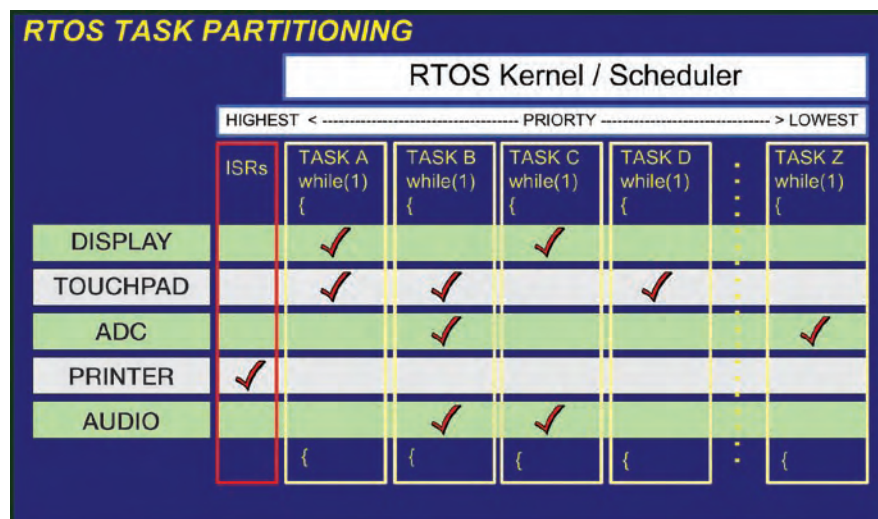 RTOS TASK PARTITIONING
RTOS Kernel / Scheduler
HIGHEST < ---------------------------------- PRIORTY ----------------------------- > LOWEST
ISRs TASK A TASK B TASK C TASK D TASK Z
while(1) while(1) while(1) while(1) while(1)
{ { { { {
DISPLAY
TOUCHPAD
ADC
PRINTER
AUDIO
{ { { { {